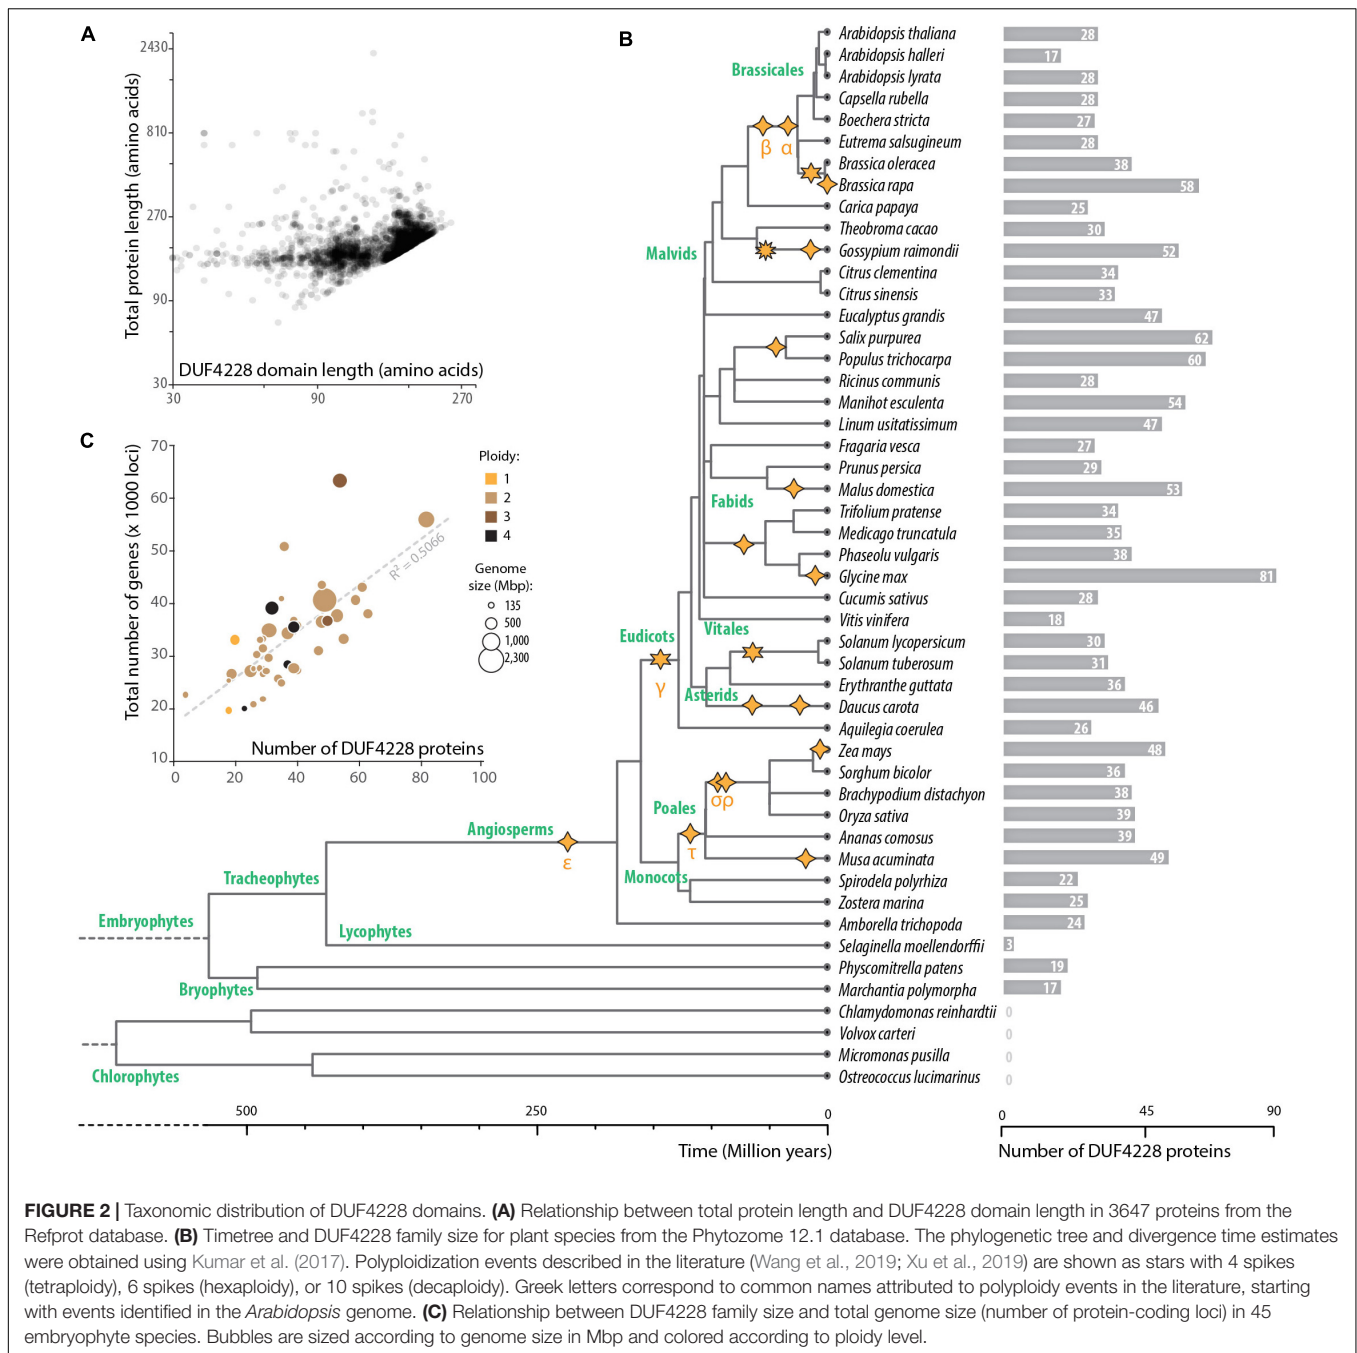 A
Total protein length (amino acids)
2430
810
270
90
30
DUF4228 domain length (amino acids)
30
90
270
B
Brassicales
Malvids
Fabids
Vitales
Eudicots
Asterids
Poales
Monocots
Angiosperms
Tracheophytes
Lycophytes
Embryophytes
Bryophytes
Chlorophytes
β α
γ
σρ
τ
ε
Arabidopsis thaliana 28
Arabidopsis halleri 17
Arabidopsis lyrata 28
Capsella rubella 28
Boechera stricta 27
Eutrema salsugineum 28
Brassica oleracea 38
Brassica rapa 58
Carica papaya 25
Theobroma cacao 30
Gossypium raimondii 52
Citrus clementina 34
Citrus sinensis 33
Eucalyptus grandis 47
Salix purpurea 62
Populus trichocarpa 60
Ricinus communis 28
Manihot esculenta 54
Linum usitatissimum 47
Fragaria vesca 27
Prunus persica 29
Malus domestica 53
Trifolium pratense 34
Medicago truncatula 35
Phaseolu vulgaris 38
Glycine max 81
Cucumis sativus 28
Vitis vinifera 18
Solanum lycopersicum 30
Solanum tuberosum 31
Erythranthe guttata 36
Daucus carota 46
Aquilegia coerulea 26
Zea mays 48
Sorghum bicolor 36
Brachypodium distachyon 38
Oryza sativa 39
Ananas comosus 39
Musa acuminata 49
Spirodela polyrhiza 22
Zostera marina 25
Amborella trichopoda 24
Selaginella moellendorffii 3
Physcomitrella patens 19
Marchantia polymorpha 17
Chlamydomonas reinhardtii 0
Volvox carteri 0
Micromonas pusilla 0
Ostreococcus lucimarinus 0
500
250
0
Time (Million years)
0
45
90
Number of DUF4228 proteins
C
Total number of genes (x 1000 loci)
70
60
50
40
30
20
10
Number of DUF4228 proteins
0
20
40
60
80
100
R² = 0.5066
Ploidy:
1
2
3
4
Genome
size (Mbp):
135
500
1,000
2,300
FIGURE 2 | Taxonomic distribution of DUF4228 domains. (A) Relationship between total protein length and DUF4228 domain length in 3647 proteins from the
Refprot database. (B) Timetree and DUF4228 family size for plant species from the Phytozome 12.1 database. The phylogenetic tree and divergence time estimates
were obtained using Kumar et al. (2017). Polyploidization events described in the literature (Wang et al., 2019; Xu et al., 2019) are shown as stars with 4 spikes
(tetraploidy), 6 spikes (hexaploidy), or 10 spikes (decaploidy). Greek letters correspond to common names attributed to polyploidy events in the literature, starting
with events identified in the Arabidopsis genome. (C) Relationship between DUF4228 family size and total genome size (number of protein-coding loci) in 45
embryophyte species. Bubbles are sized according to genome size in Mbp and colored according to ploidy level.